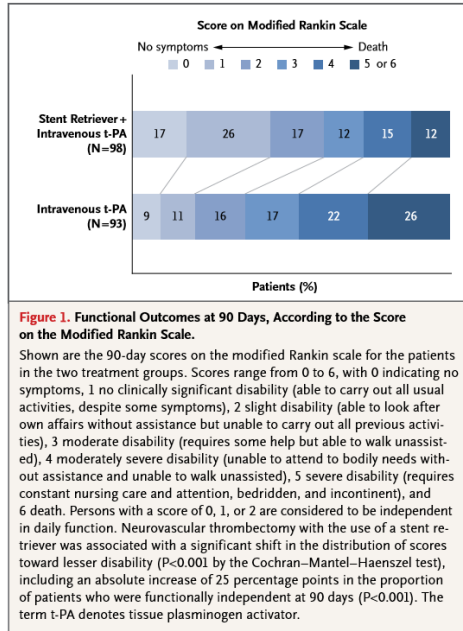 Score on Modified Rankin Scale
No symptoms Death
0 1 2 3 4 5 or 6
Stent Retriever+
Intravenous t-PA
(N=98)
17 26 17 12 15 12
Intravenous t-PA
(N=93)
9 11 16 17 22 26
Patients (%)
Figure 1. Functional Outcomes at 90 Days, According to the Score
on the Modified Rankin Scale.
Shown are the 90-day scores on the modified Rankin scale for the patients
in the two treatment groups. Scores range from 0 to 6, with 0 indicating no
symptoms, 1 no clinically significant disability (able to carry out all usual
activities, despite some symptoms), 2 slight disability (able to look after
own affairs without assistance but unable to carry out all previous activi-
ties), 3 moderate disability (requires some help but able to walk unassist-
ed), 4 moderately severe disability (unable to attend to bodily needs with-
out assistance and unable to walk unassisted), 5 severe disability (requires
constant nursing care and attention, bedridden, and incontinent), and
6 death. Persons with a score of 0, 1, or 2 are considered to be independent
in daily function. Neurovascular thrombectomy with the use of a stent re-
triever was associated with a significant shift in the distribution of scores
toward lesser disability (P<0.001 by the Cochran–Mantel–Haenszel test),
including an absolute increase of 25 percentage points in the proportion
of patients who were functionally independent at 90 days (P<0.001). The
term t-PA denotes tissue plasminogen activator.